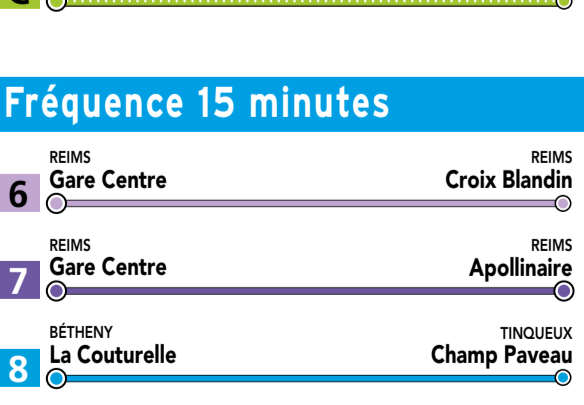 Fréquence 15 minutes
REIMS REIMS
Gare Centre Croix Blandin
6
REIMS REIMS
Gare Centre Apollinaire
7
BÉTHENY TINQUEUX
La Couturelle Champ Paveau
8